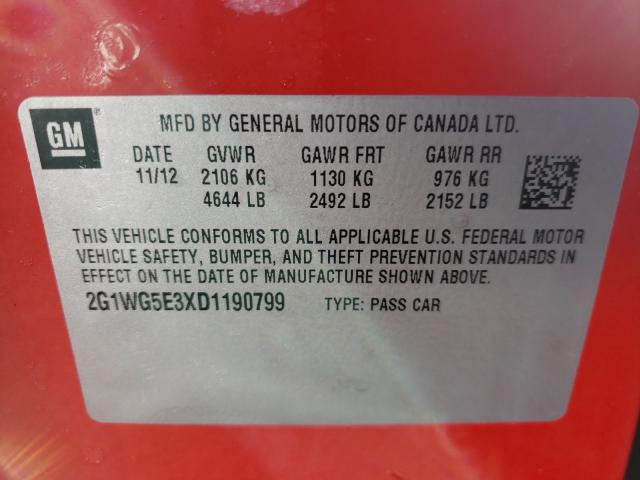 GM
MFD BY GENERAL MOTORS OF CANADA LTD.
DATE GVWR GAWR FRT GAWR RR
11/12 2106 KG 1130 KG 976 KG
4644 LB 2492 LB 2152 LB
THIS VEHICLE CONFORMS TO ALL APPLICABLE U.S. FEDERAL MOTOR
VEHICLE SAFETY, BUMPER, AND THEFT PREVENTION STANDARDS IN
EFFECT ON THE DATE OF MANUFACTURE SHOWN ABOVE.
2G1WG5E3XD1190799 TYPE: PASS CAR